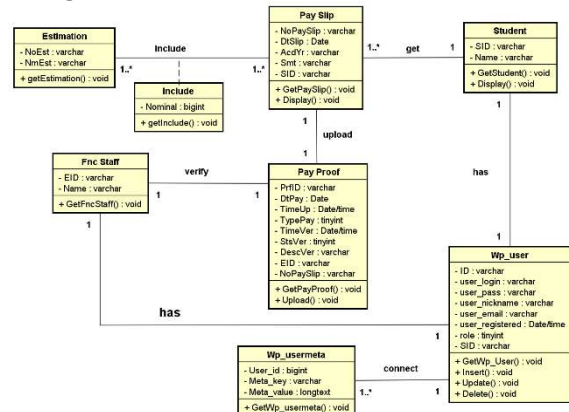 Estimation
- NoEst : varchar
- NmEst : varchar
+ getEstimation() : void
Include
1..*
1..*
Include
- Nominal : bigint
+ getInclude() : void
Pay Slip
- NoPaySlip : varchar
- DtSlip : Date
- AcdYr : varchar
- Smt : varchar
- SID : varchar
+ GetPaySlip() : void
+ Display() : void
1..*
get
1
Student
- SID : varchar
- Name : varchar
+ GetStudent() : void
+ Display() : void
1
has
1
1
upload
1
Fnc Staff
- EID : varchar
- Name : varchar
+ GetFncStaff() : void
1
verify
1
Pay Proof
- PrfID : varchar
- DtPay : Date
- TimeUp : Date/time
- TypePay : tinyint
- TimeVer : Date/time
- StsVer : tinyint
- DescVer : varchar
- EID : varchar
- NoPaySlip : varchar
+ GetPayProof() : void
+ Upload() : void
1
has
1
Wp_user
- ID : varchar
- user_login : varchar
- user_pass : varchar
- user_nickname : varchar
- user_email : varchar
- user_registered : Date/time
- role : tinyint
- SID : varchar
+ GetWp_User() : void
+ Insert() : void
+ Update() : void
+ Delete() : void
Wp_usermeta
- User_id : bigint
- Meta_key : varchar
- Meta_value : longtext
+ GetWp_usermeta() : void
connect
1..*
1